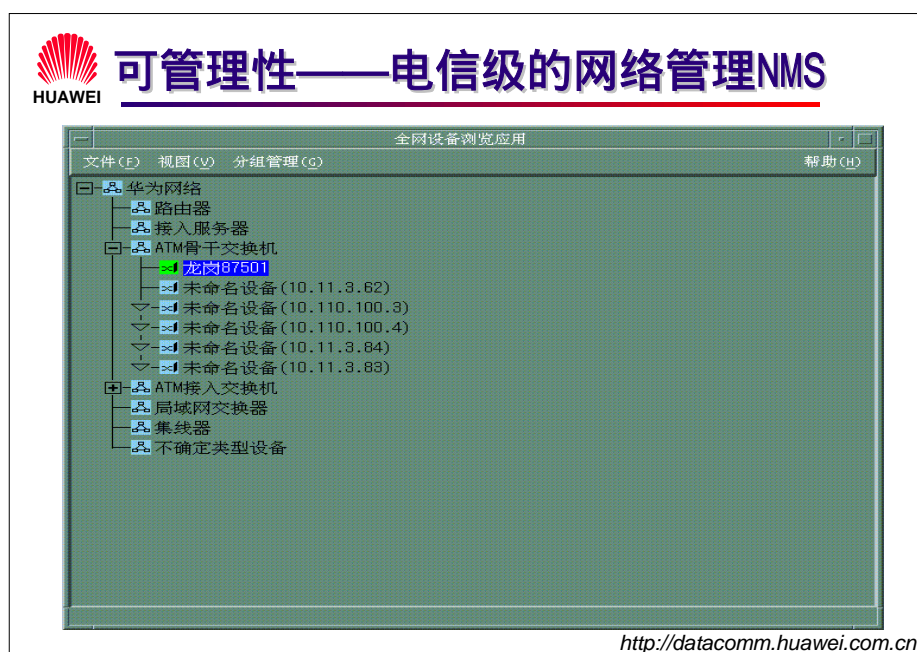 可管理性——电信级的网络管理NMS
HUAWEI
全网设备浏览应用
文件(F) 视图(V) 分组管理(G) 帮助(H)
华为网络
路由器
接入服务器
ATM骨干交换机
龙岗87501
未命名设备(10.11.3.62)
未命名设备(10.110.100.3)
未命名设备(10.110.100.4)
未命名设备(10.11.3.84)
未命名设备(10.11.3.83)
ATM接入交换机
局域网交换器
集线器
不确定类型设备
http://datacomm.huawei.com.cn